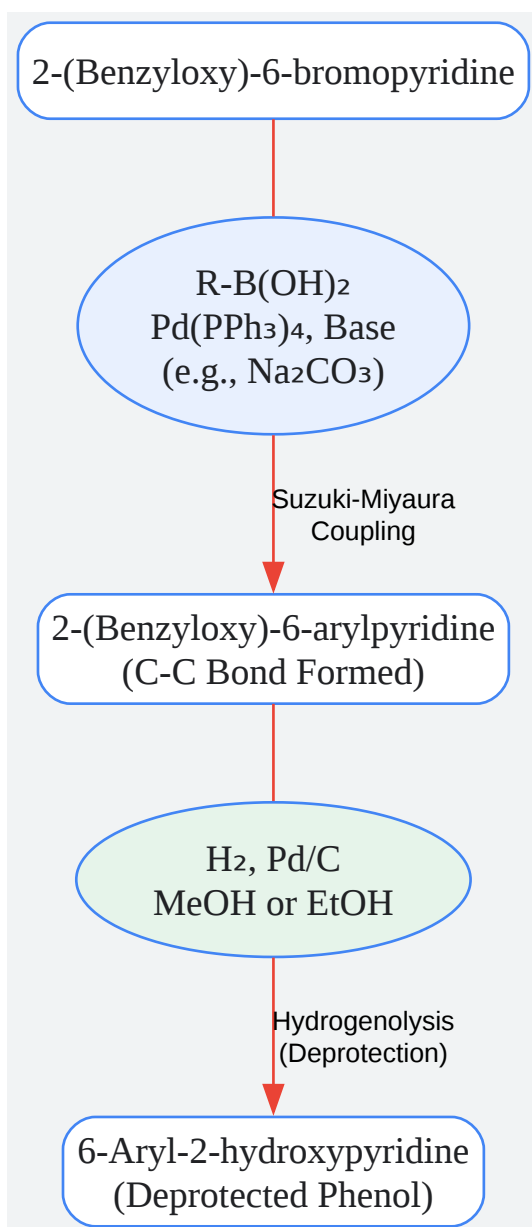 2-(Benzyloxy)-6-bromopyridine
R-B(OH)₂
Pd(PPh₃)₄, Base
(e.g., Na₂CO₃)
Suzuki-Miyaura
Coupling
2-(Benzyloxy)-6-arylpyridine
(C-C Bond Formed)
H₂, Pd/C
MeOH or EtOH
Hydrogenolysis
(Deprotection)
6-Aryl-2-hydroxypyridine
(Deprotected Phenol)